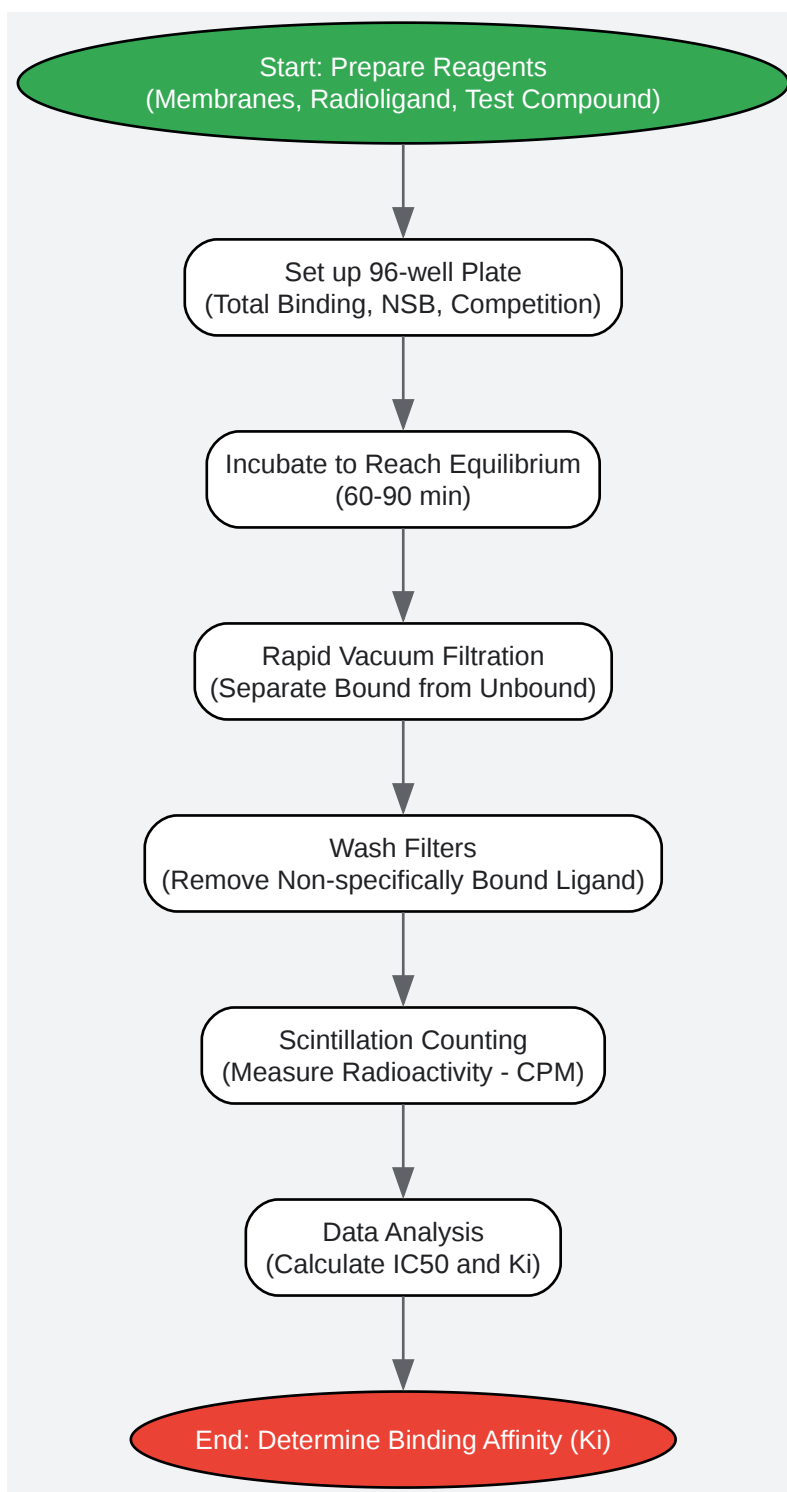 Start: Prepare Reagents
(Membranes, Radioligand, Test Compound)
Set up 96-well Plate
(Total Binding, NSB, Competition)
Incubate to Reach Equilibrium
(60-90 min)
Rapid Vacuum Filtration
(Separate Bound from Unbound)
Wash Filters
(Remove Non-specifically Bound Ligand)
Scintillation Counting
(Measure Radioactivity - CPM)
Data Analysis
(Calculate IC50 and Ki)
End: Determine Binding Affinity (Ki)